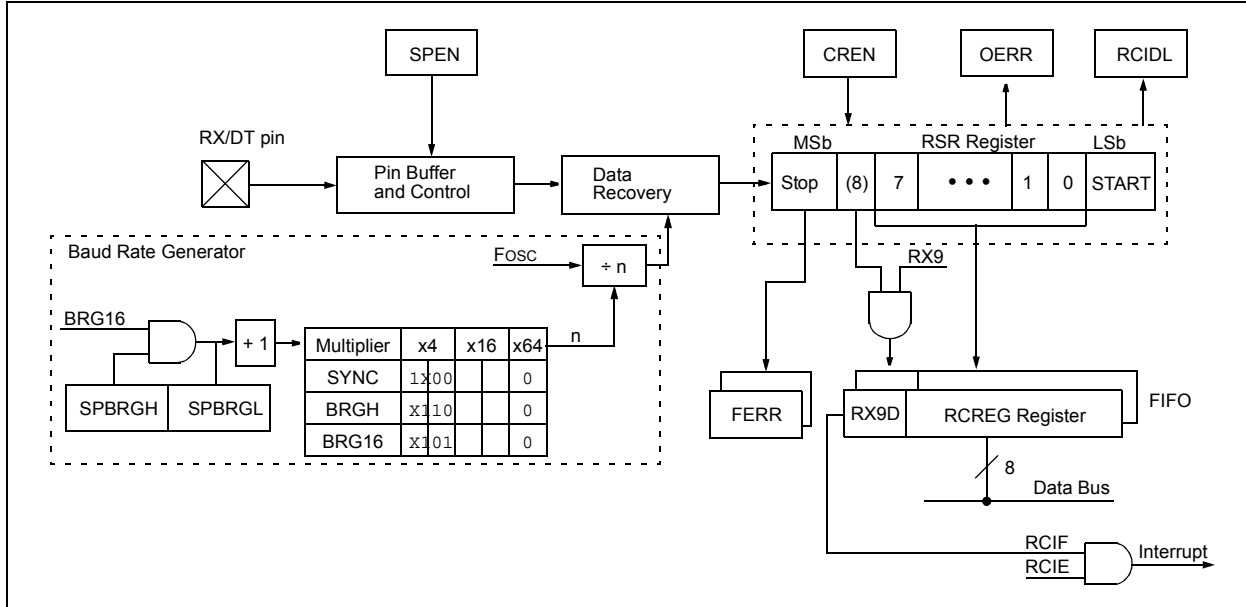 SPEN
CREN
OERR
RCIDL
RX/DT pin
Pin Buffer
and Control
Data
Recovery
MSb
RSR Register
LSb
Stop
(8)
7
• • •
1
0
START
Baud Rate Generator
FOSC
÷ n
RX9
BRG16
+ 1
n
SPBRGH
SPBRGL
Multiplier x4 x16 x64
SYNC 1X00 0
BRGH X110 0
BRG16 X101 0
FERR
RX9D
RCREG Register
FIFO
8
Data Bus
RCIF
RCIE
Interrupt